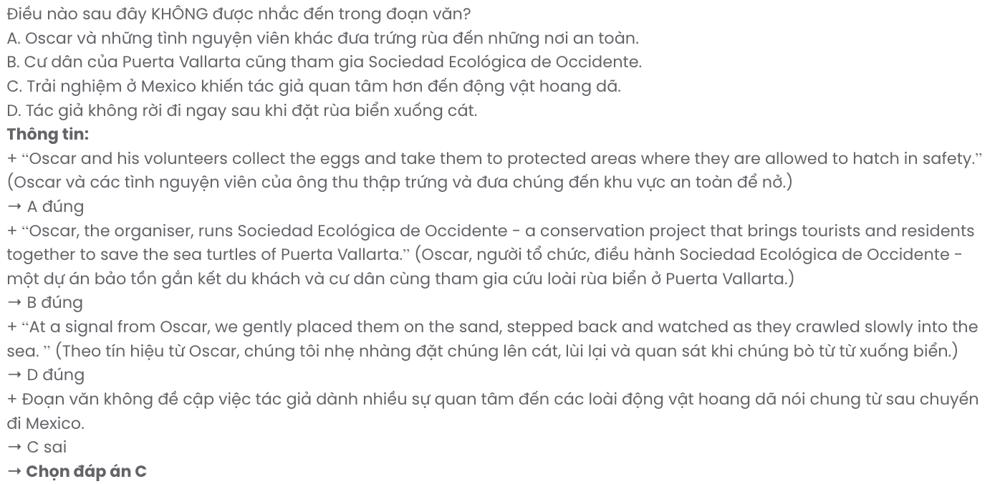 Điều nào sau đây KHÔNG được nhắc đến trong đoạn văn?
A. Oscar và những tình nguyện viên khác đưa trứng rùa đến những nơi an toàn.
B. Cư dân của Puerta Vallarta cũng tham gia Sociedad Ecológica de Occidente.
C. Trải nghiệm ở Mexico khiến tác giả quan tâm hơn đến động vật hoang dã.
D. Tác giả không rời đi ngay sau khi đặt rùa biển xuống cát.
Thông tin:
+ “Oscar and his volunteers collect the eggs and take them to protected areas where they are allowed to hatch in safety.”
(Oscar và các tình nguyện viên của ông thu thập trứng và đưa chúng đến khu vực an toàn để nở.)
→ A đúng
+ “Oscar, the organiser, runs Sociedad Ecológica de Occidente - a conservation project that brings tourists and residents
together to save the sea turtles of Puerta Vallarta.” (Oscar, người tổ chức, điều hành Sociedad Ecológica de Occidente -
một dự án bảo tồn gắn kết du khách và cư dân cùng tham gia cứu loài rùa biển ở Puerta Vallarta.)
→ B đúng
+ “At a signal from Oscar, we gently placed them on the sand, stepped back and watched as they crawled slowly into the
sea. ” (Theo tín hiệu từ Oscar, chúng tôi nhẹ nhàng đặt chúng lên cát, lùi lại và quan sát khi chúng bò từ từ xuống biển.)
→ D đúng
+ Đoạn văn không đề cập việc tác giả dành nhiều sự quan tâm đến các loài động vật hoang dã nói chung từ sau chuyến
đi Mexico.
→ C sai
→ Chọn đáp án C